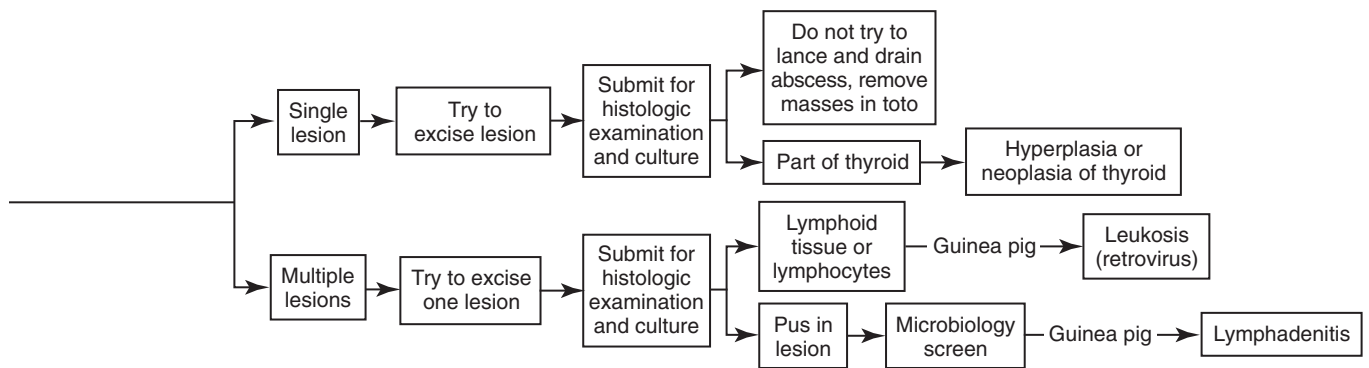 Single
lesion
Try to
excise lesion
Submit for
histologic
examination
and culture
Do not try to
lance and drain
abscess, remove
masses in toto
Part of thyroid
Hyperplasia or
neoplasia of thyroid
Multiple
lesions
Try to excise
one lesion
Submit for
histologic
examination
and culture
Lymphoid
tissue or
lymphocytes
Guinea pig
Leukosis
(retrovirus)
Pus in
lesion
Microbiology
screen
Guinea pig
Lymphadenitis